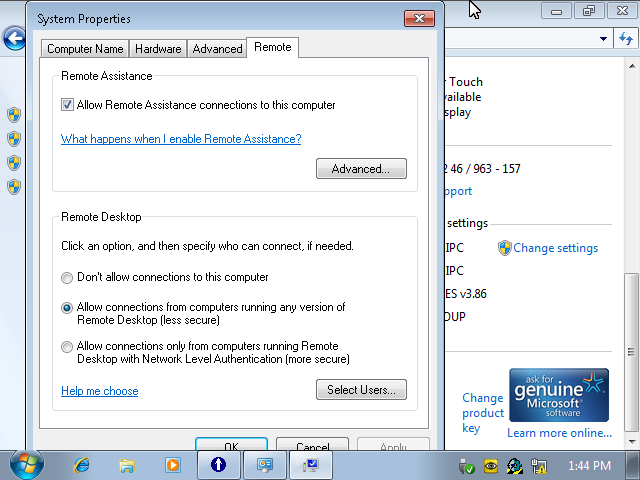 System Properties
Computer Name
Hardware
Advanced
Remote
Remote Assistance
Allow Remote Assistance connections to this computer
What happens when I enable Remote Assistance?
Advanced...
Remote Desktop
Click an option, and then specify who can connect, if needed.
Don't allow connections to this computer
Allow connections from computers running any version of
Remote Desktop (less secure)
Allow connections only from computers running Remote
Desktop with Network Level Authentication (more secure)
Help me choose
Select Users...
OK
Cancel
Apply
Touch
splay
2 46 / 963 - 157
settings
IPC
Change settings
IPC
ES v3.86
Change
product
key
ask for
genuine
Microsoft
software
Learn more online...
1:44 PM